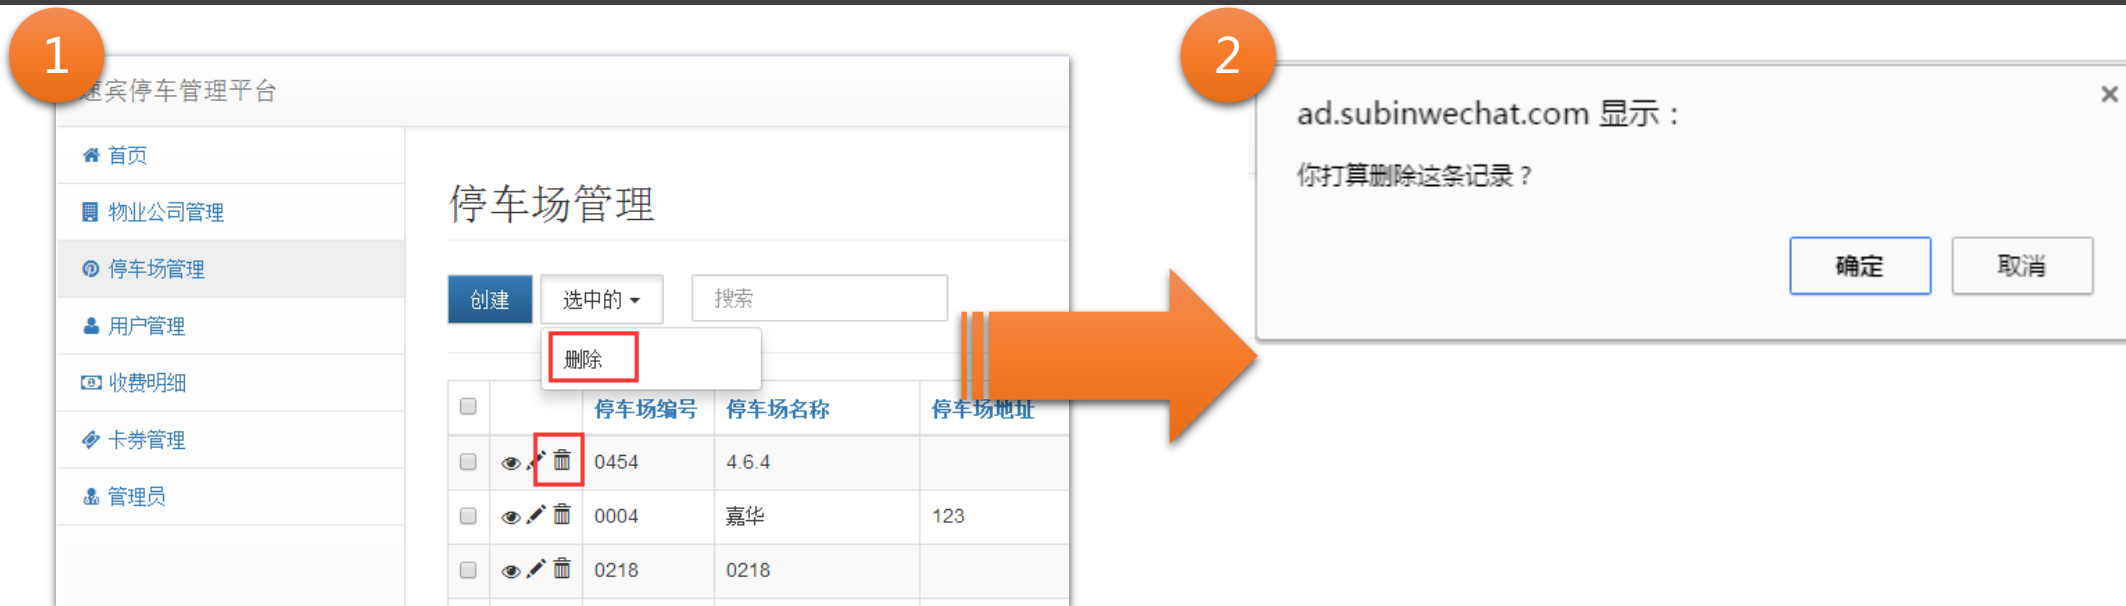 1
速宾停车管理平台
首页
物业公司管理
停车场管理
用户管理
收费明细
卡券管理
管理员
停车场管理
创建 选中的 搜索
删除
停车场编号 停车场名称 停车场地址
0454 4.6.4
0004 嘉华 123
0218 0218
2
ad.subinwechat.com 显示：
你打算删除这条记录？
确定 取消